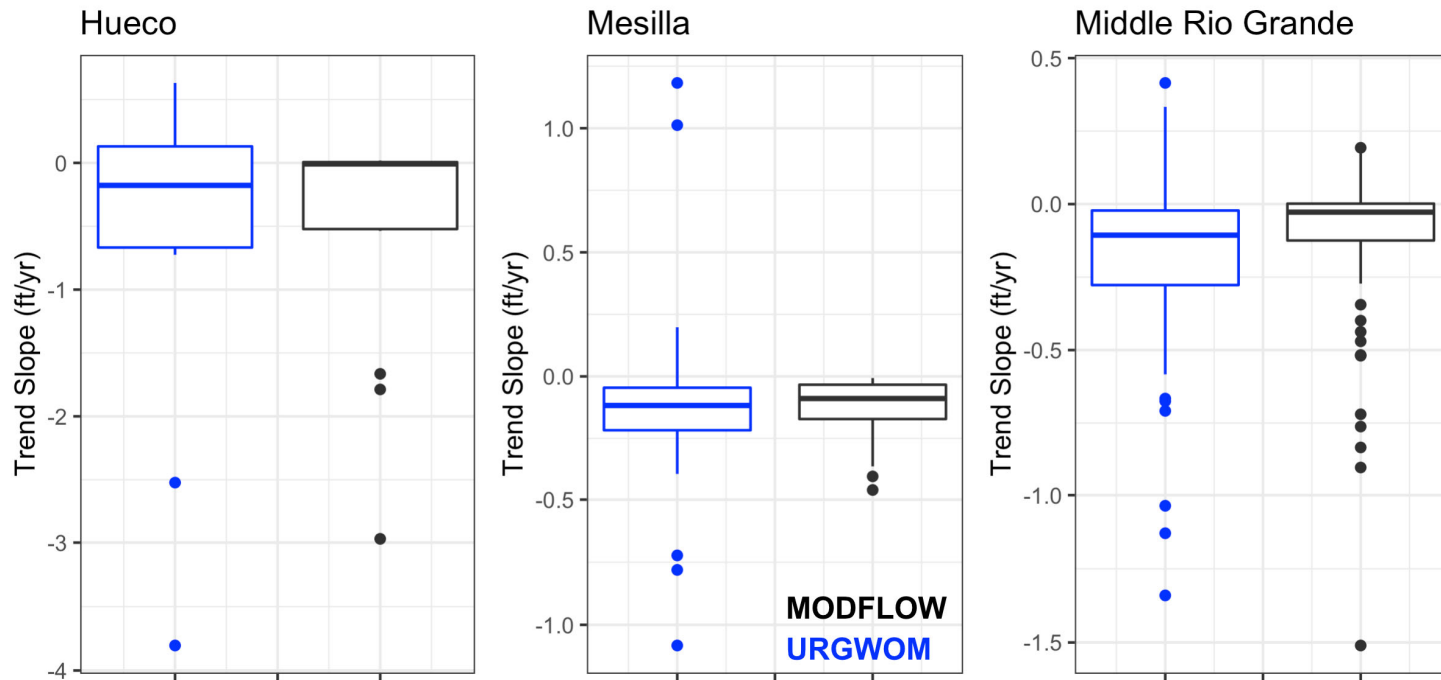 Hueco
Trend Slope (ft/yr)
0
-1
-2
-3
-4
Mesilla
Trend Slope (ft/yr)
1.0
0.5
0.0
-0.5
-1.0
MODFLOW
URGWOM
Middle Rio Grande
Trend Slope (ft/yr)
0.5
0.0
-0.5
-1.0
-1.5